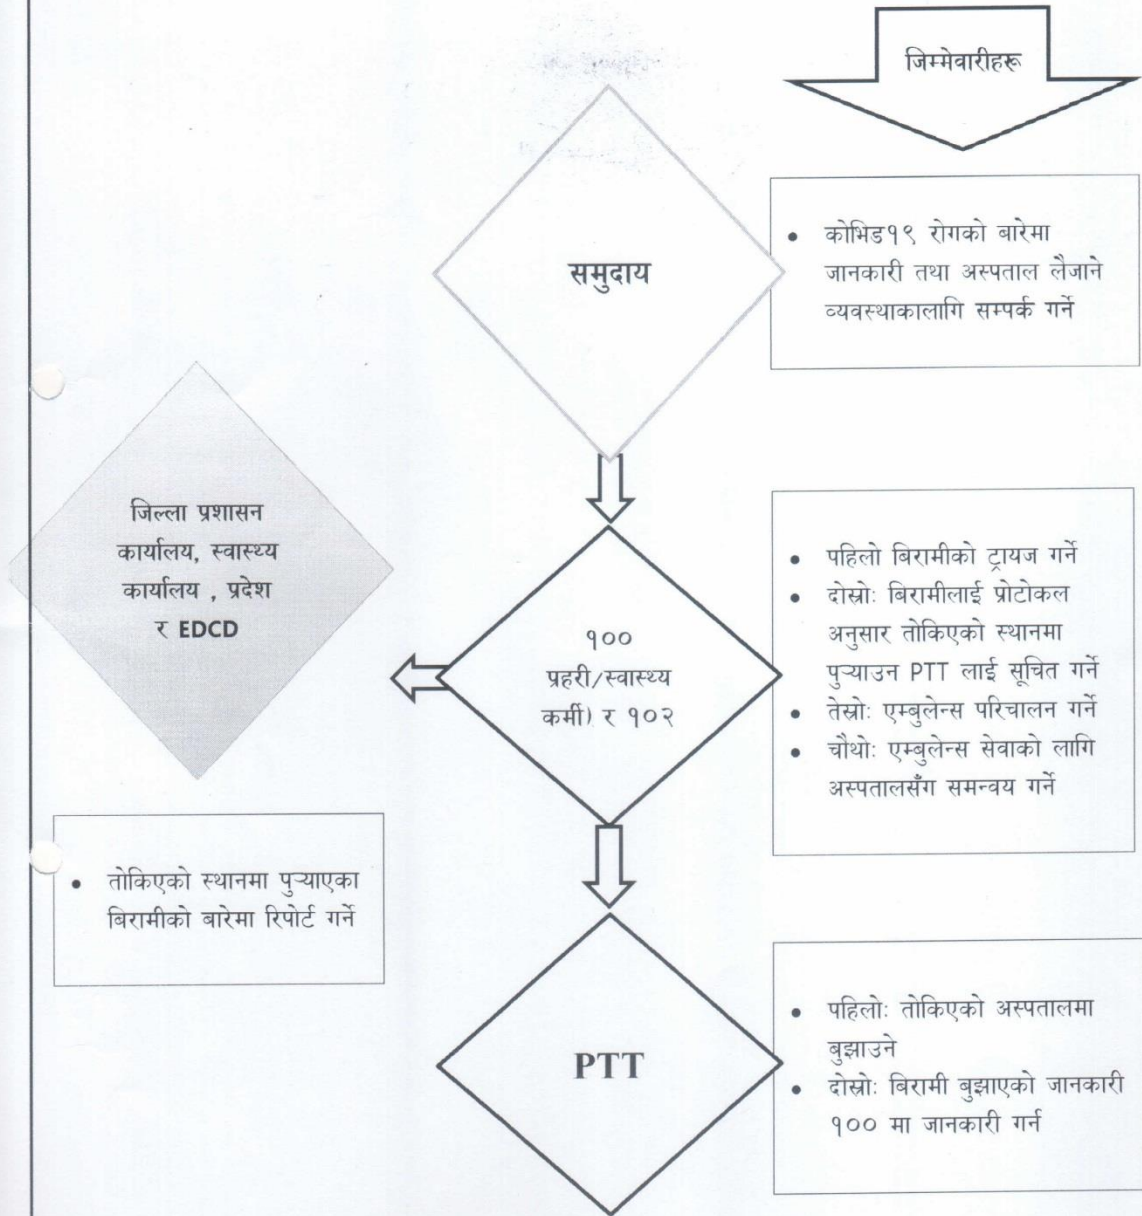 जिम्मेवारीहरू
समुदाय
• कोभिड१९ रोगको बारेमा
जानकारी तथा अस्पताल लैजाने
व्यवस्थाकालागि सम्पर्क गर्ने
जिल्ला प्रशासन
कार्यालय, स्वास्थ्य
कार्यालय , प्रदेश
र EDCD
१००
प्रहरी/स्वास्थ्य
कर्मी) र १०२
• पहिलो बिरामीको ट्रायज गर्ने
• दोस्रोः बिरामीलाई प्रोटोकल
अनुसार तोकिएको स्थानमा
पुऱ्याउन PTT लाई सूचित गर्ने
• तेस्रोः एम्बुलेन्स परिचालन गर्ने
• चौथोः एम्बुलेन्स सेवाको लागि
अस्पतालसँग समन्वय गर्ने
• तोकिएको स्थानमा पुऱ्याएका
बिरामीको बारेमा रिपोर्ट गर्ने
PTT
• पहिलोः तोकिएको अस्पतालमा
बुझाउने
• दोस्रोः बिरामी बुझाएको जानकारी
१०० मा जानकारी गर्न